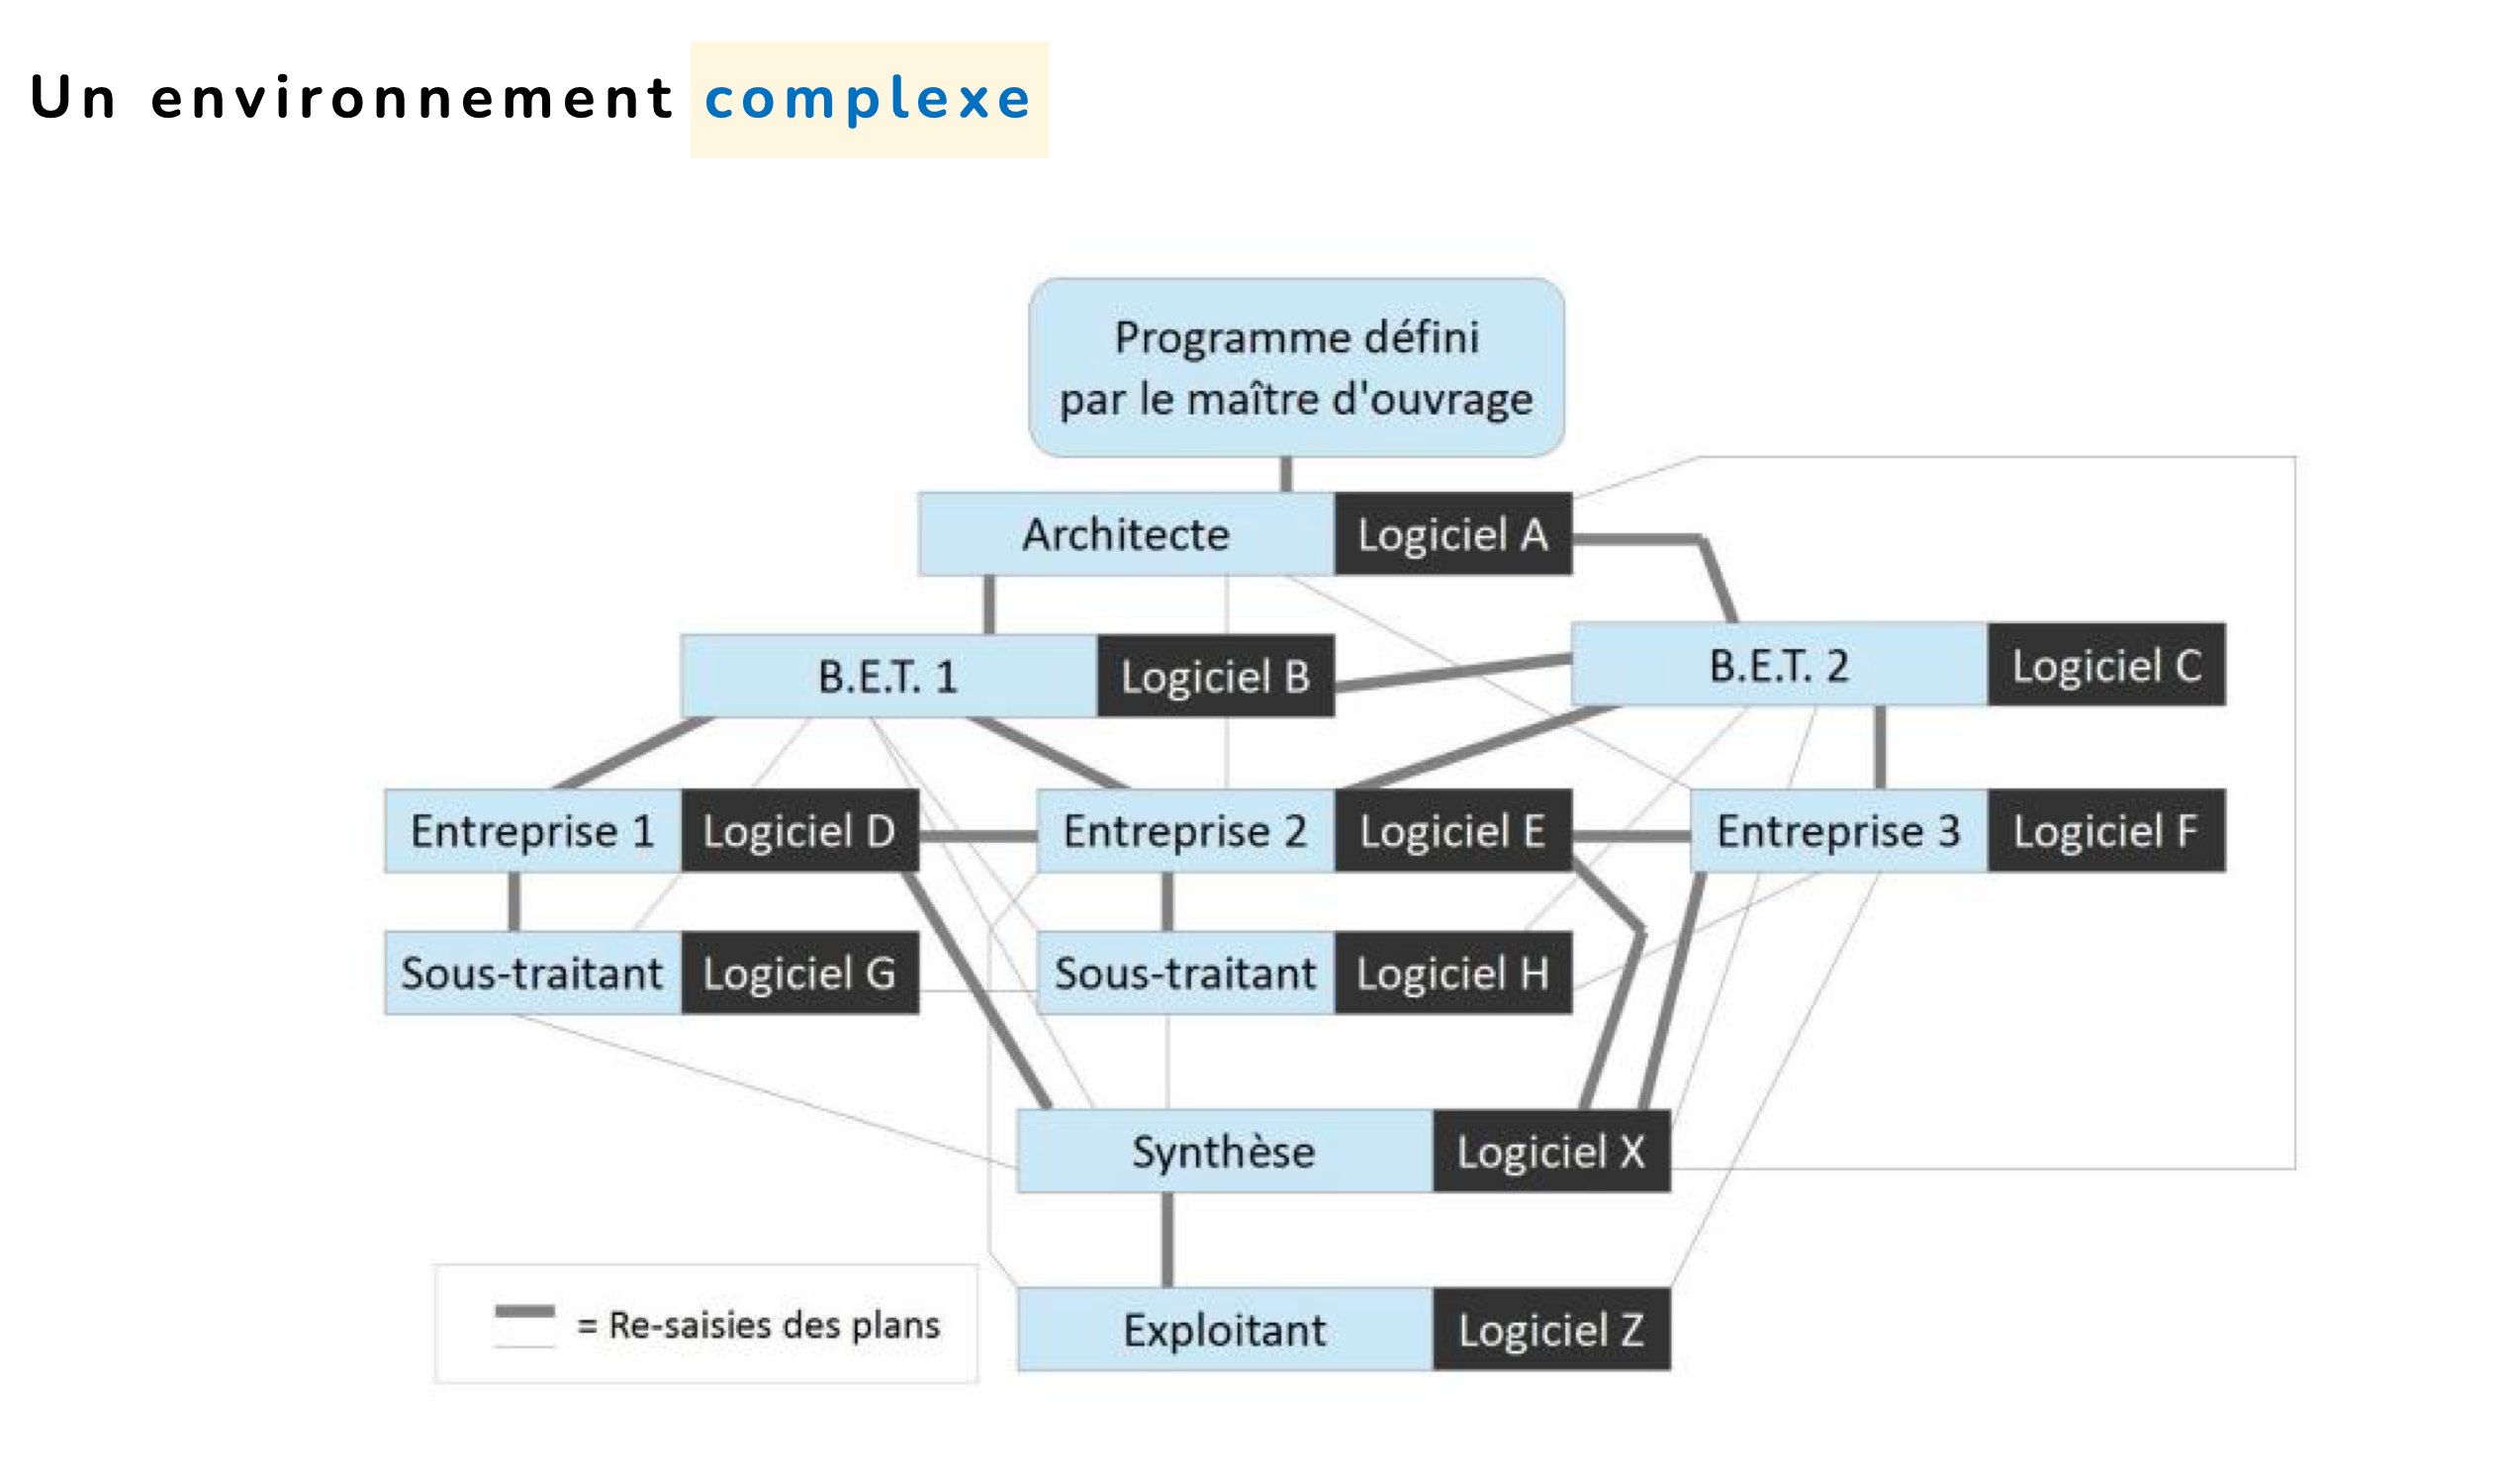 Un environnement complexe
Programme défini
par le maître d'ouvrage
Architecte Logiciel A
B.E.T. 1 Logiciel B
B.E.T. 2 Logiciel C
Entreprise 1 Logiciel D
Entreprise 2 Logiciel E
Entreprise 3 Logiciel F
Sous-traitant Logiciel G
Sous-traitant Logiciel H
Synthèse Logiciel X
= Re-saisies des plans
Exploitant Logiciel Z